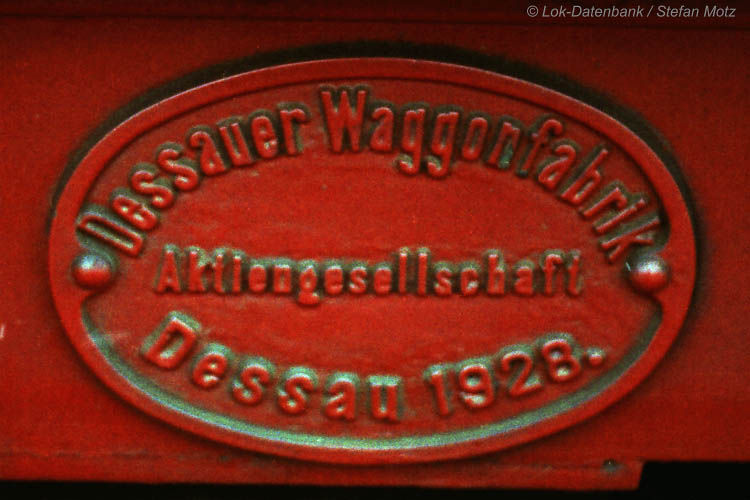 © Lok-Datenbank / Stefan Motz
Dessauer Waggonfabrik
Aktiengesellschaft
Dessau 1928.